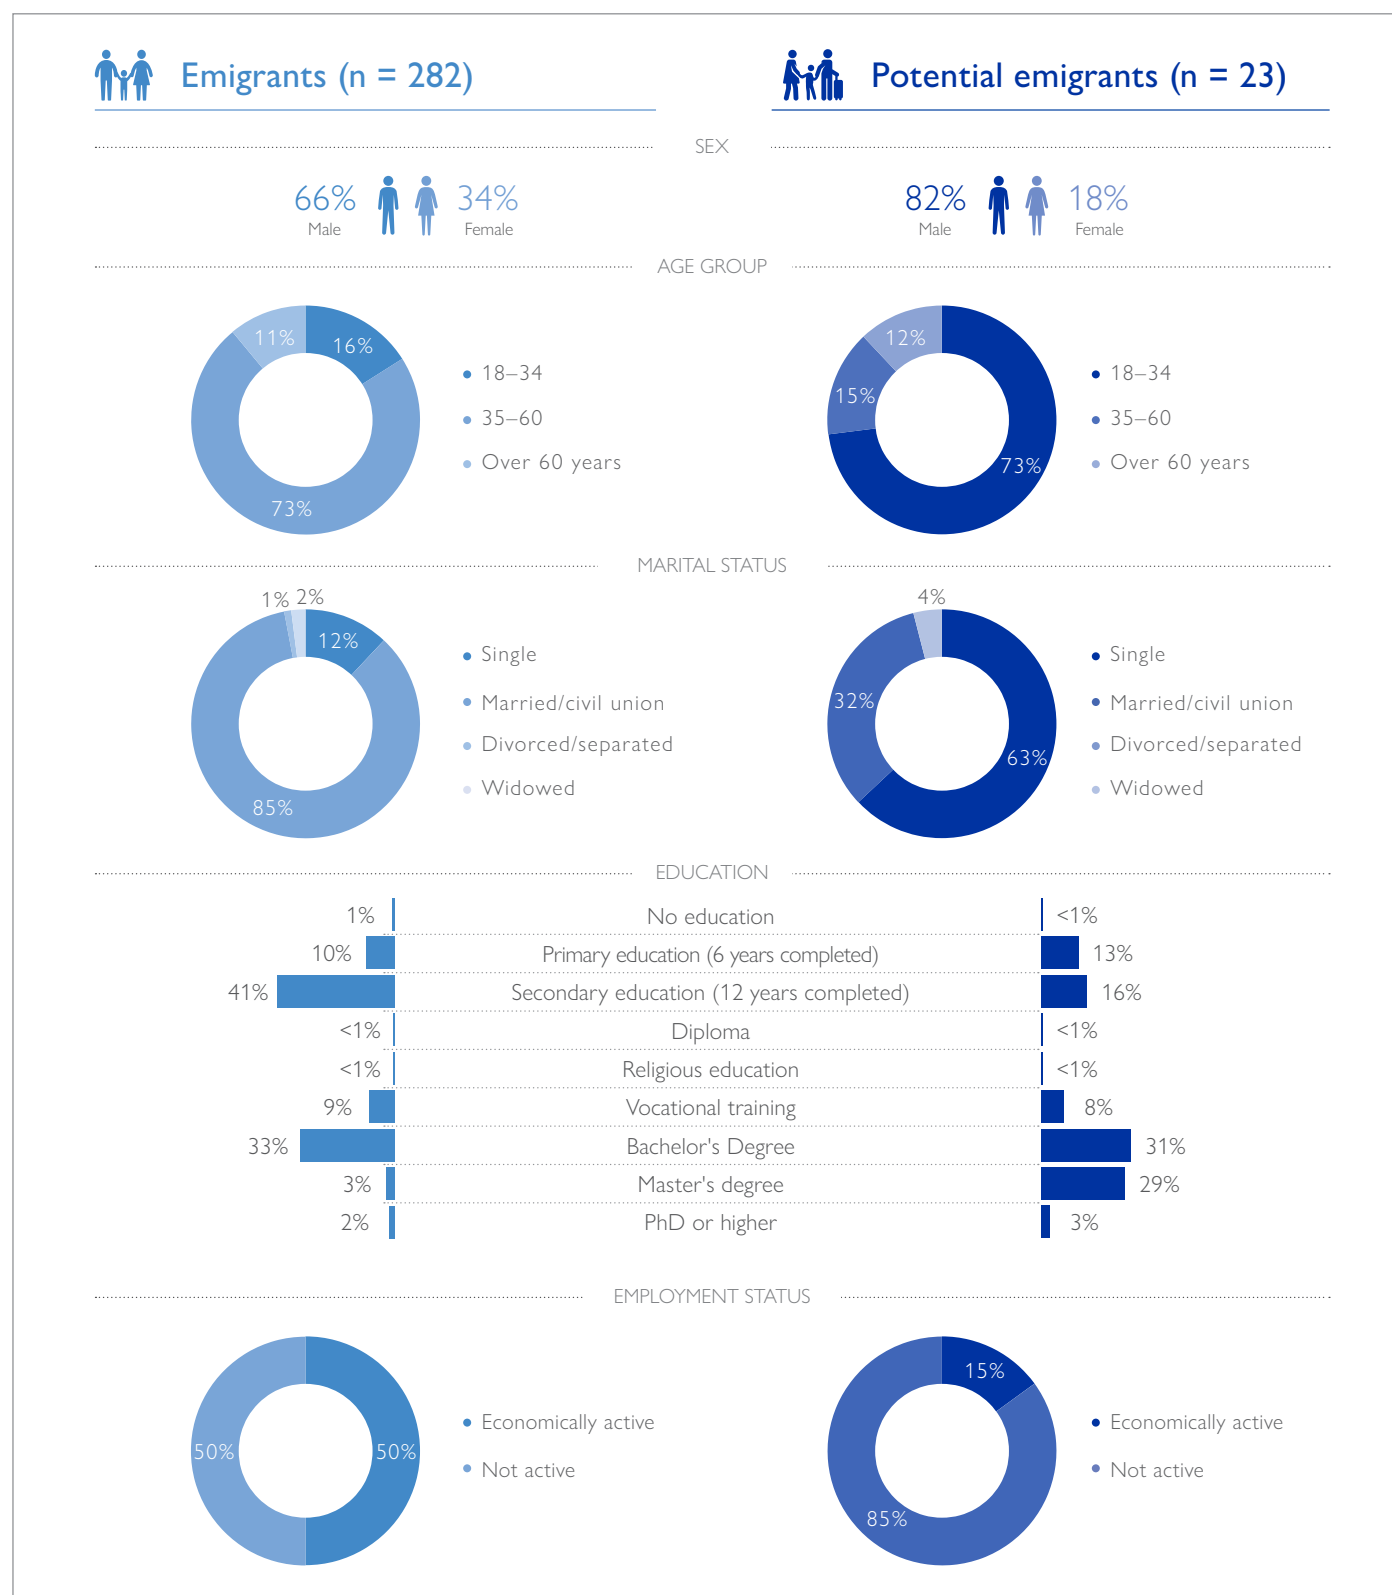 Emigrants (n = 282)
Potential emigrants (n = 23)
SEX
66%
Male
34%
Female
82%
Male
18%
Female
AGE GROUP
11%
16%
73%
18–34
35–60
Over 60 years
12%
15%
73%
18–34
35–60
Over 60 years
MARITAL STATUS
1% 2%
12%
85%
Single
Married/civil union
Divorced/separated
Widowed
4%
32%
63%
Single
Married/civil union
Divorced/separated
Widowed
EDUCATION
1% No education <1%
10% Primary education (6 years completed) 13%
41% Secondary education (12 years completed) 16%
<1% Diploma <1%
<1% Religious education <1%
9% Vocational training 8%
33% Bachelor's Degree 31%
3% Master's degree 29%
2% PhD or higher 3%
EMPLOYMENT STATUS
50%
50%
Economically active
Not active
15%
85%
Economically active
Not active